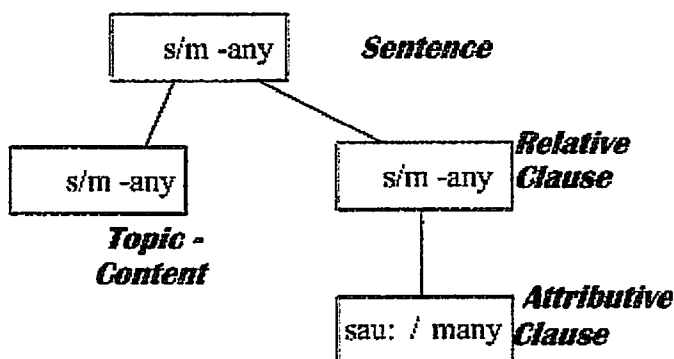 s/m -any
Sentence
s/m -any
Topic -
Content
s/m -any
Relative
Clause
sau: / many
Attributive
Clause